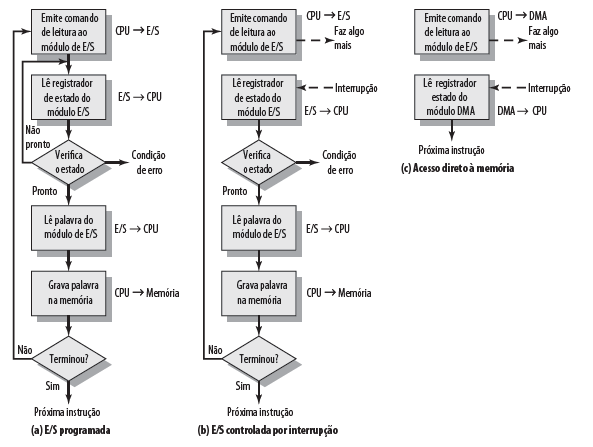 Emite comando
de leitura ao
módulo de E/S
CPU → E/S
Lê registrador
de estado do
módulo E/S
E/S → CPU
Não
pronto
Verifica
o estado
Condição
de erro
Pronto
Lê palavra do
módulo de E/S
E/S → CPU
Grava palavra
na memória
CPU → Memória
Não
Terminou?
Sim
Próxima instrução
(a) E/S programada
Emite comando
de leitura ao
módulo de E/S
CPU → E/S
Faz algo
mais
Lê registrador
de estado do
módulo E/S
Interrupção
E/S → CPU
Verifica
o estado
Condição
de erro
Pronto
Lê palavra do
módulo de E/S
E/S → CPU
Grava palavra
na memória
CPU → Memória
Não
Terminou?
Sim
Próxima instrução
(b) E/S controlada por interrupção
Emite comando
de leitura ao
módulo de E/S
CPU → DMA
Faz algo
mais
Lê registrador
estado do
módulo DMA
Interrupção
DMA → CPU
Próxima instrução
(c) Acesso direto à memória